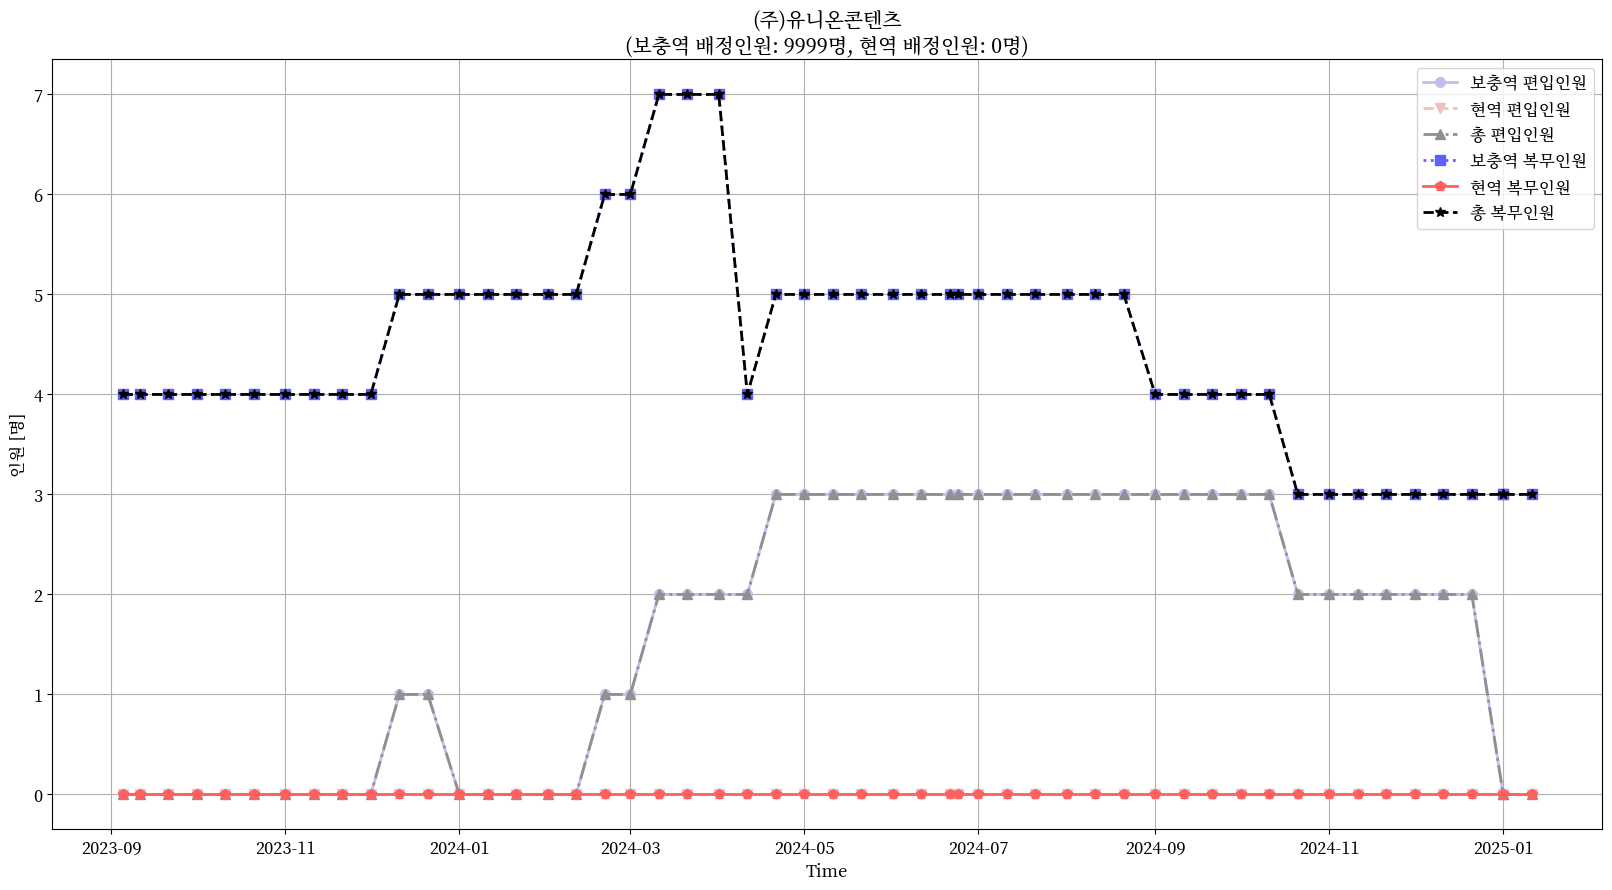 (주)유니온콘텐츠
(보충역 배정인원: 9999명, 현역 배정인원: 0명)
보충역 편입인원
현역 편입인원
총 편입인원
보충역 복무인원
현역 복무인원
총 복무인원
인원 [명]
7
6
5
4
3
2
1
0
2023-09 2023-11 2024-01 2024-03 2024-05 2024-07 2024-09 2024-11 2025-01
Time